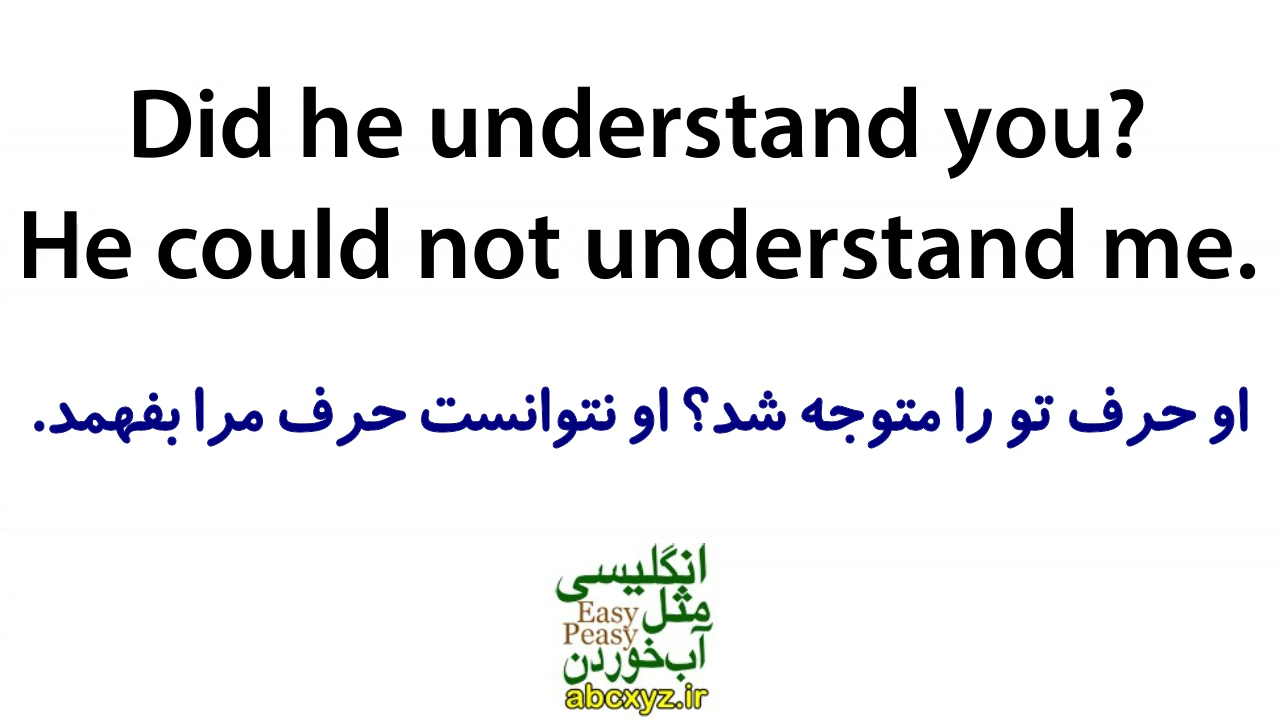 Did he understand you?
He could not understand me.
او حرف تو را متوجه شد؟ او نتوانست حرف مرا بفهمد.
انگلیسی
مثل
Easy
Peasy
آب‌خوردن
abcxyz.ir